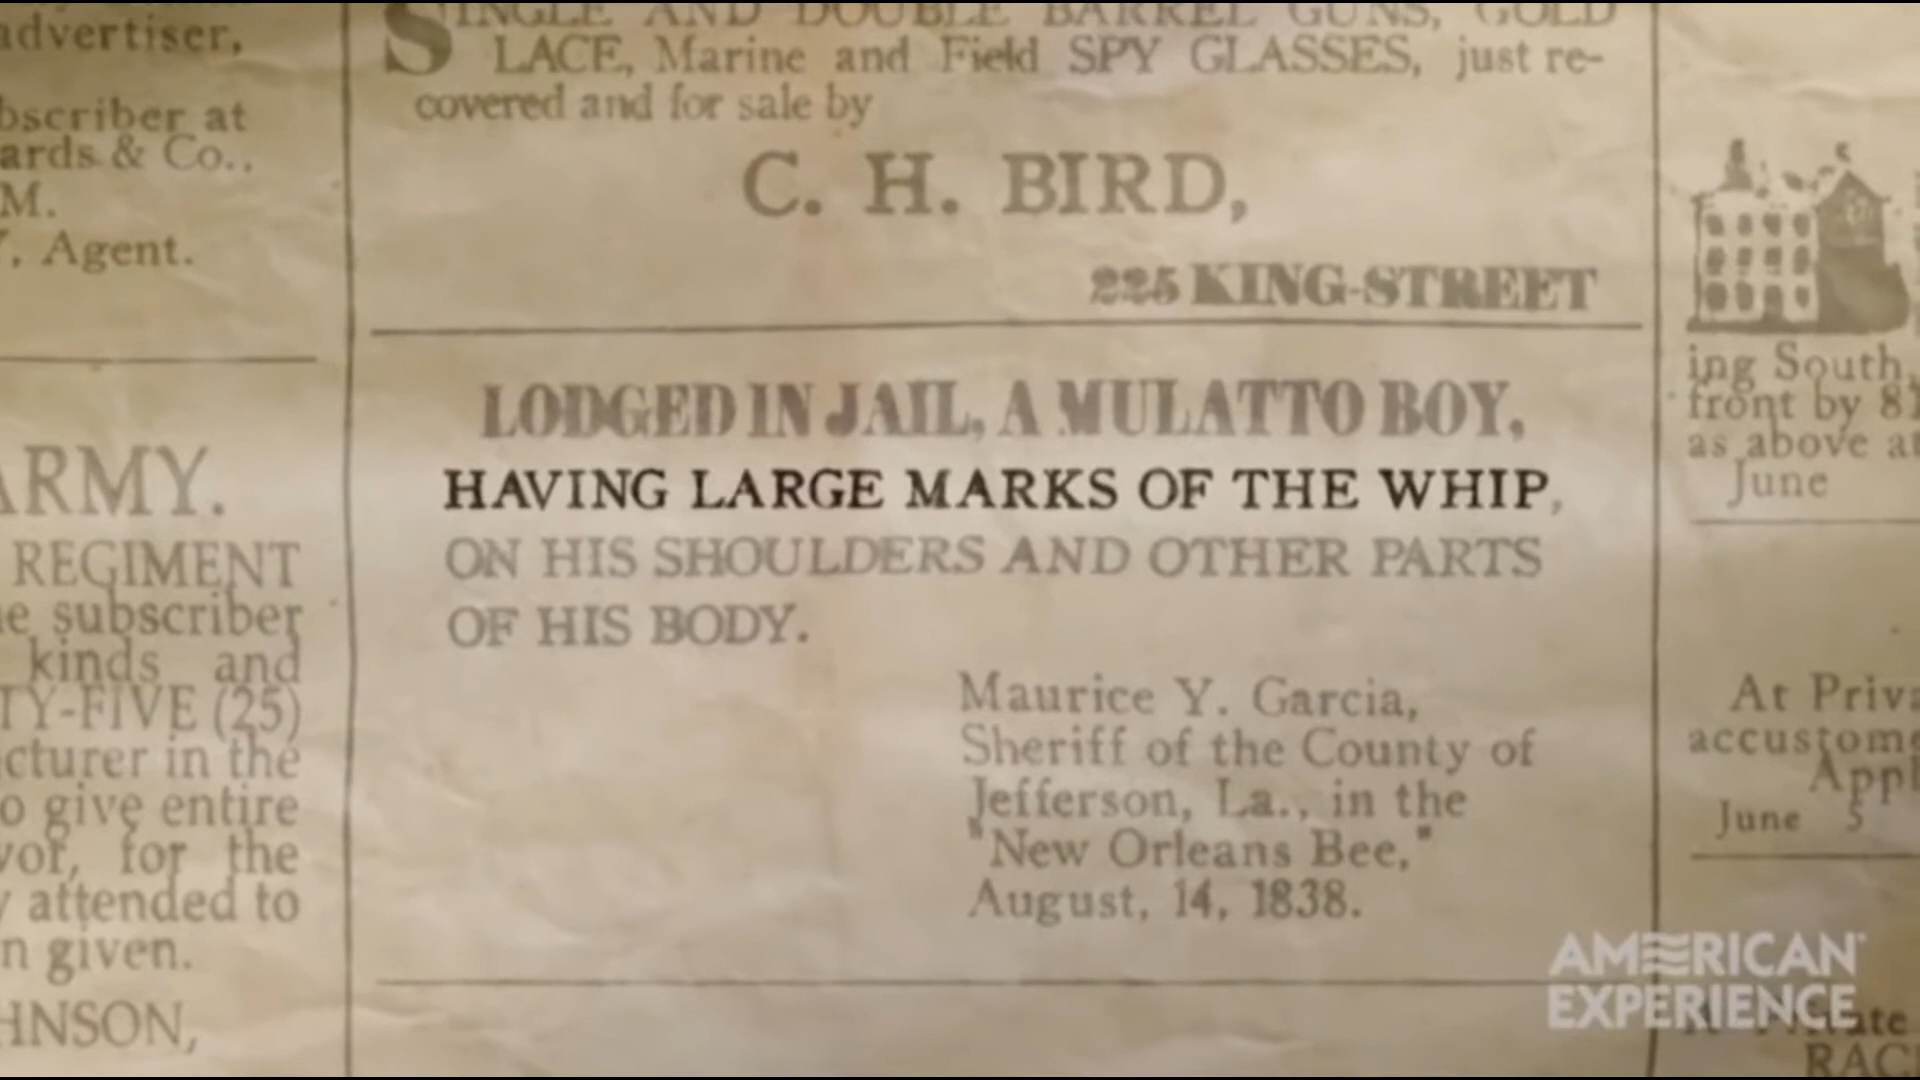 advertiser,
bscriber at
ards & Co.,
M.
, Agent.
ARMY.
REGIMENT
e subscriber
kinds and
TY-FIVE (25)
cturer in the
o give entire
vor, for the
y attended to
n given.
HNSON,
SINGLE AND DOUBLE BARREL GUNS, GOLD
LACE, Marine and Field SPY GLASSES, just re-
covered and for sale by
C. H. BIRD,
225 KING-STREET
LODGED IN JAIL, A MULATTO BOY,
HAVING LARGE MARKS OF THE WHIP,
ON HIS SHOULDERS AND OTHER PARTS
OF HIS BODY.
Maurice Y. Garcia,
Sheriff of the County of
Jefferson, La., in the
"New Orleans Bee,"
August, 14, 1838.
ing South,
front by 81
as above at
June
At Priva
accustome
Appl
June 5
RAC
AMERICAN
EXPERIENCE